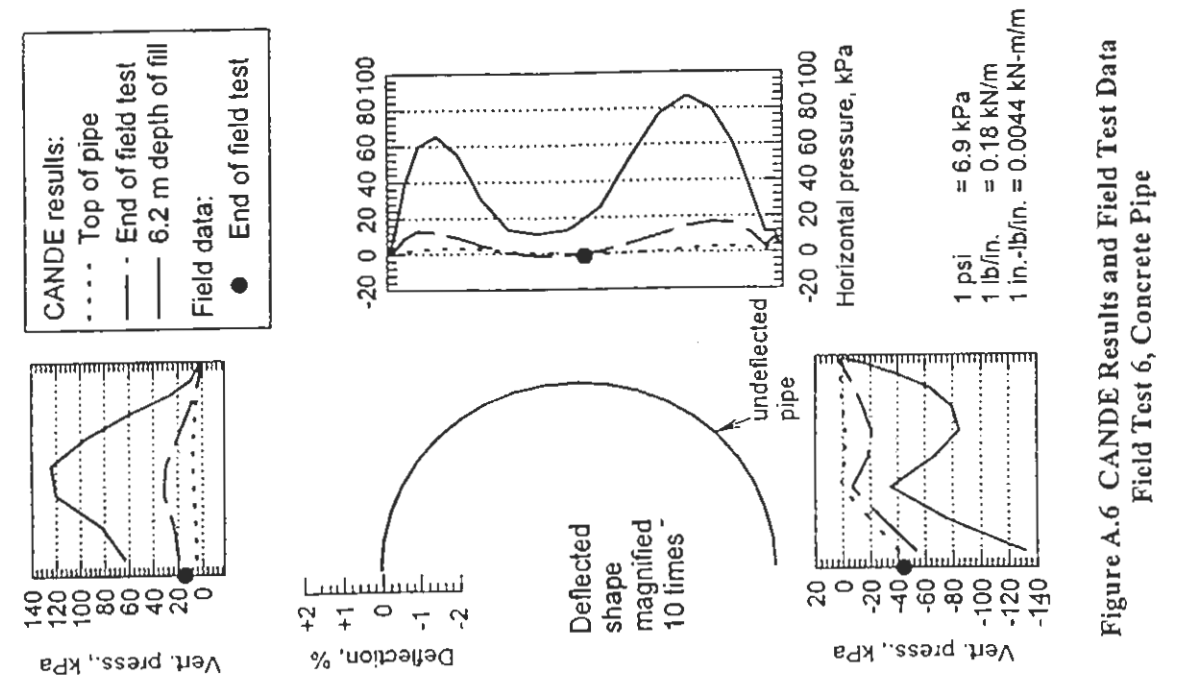 140
120
100
80
60
40
20
0
Vert. press., kPa
CANDE results:
Top of pipe
End of field test
6.2 m depth of fill
Field data:
End of field test
+2
+1
0
-1
-2
Deflection, %
Deflected
shape
magnified
10 times
undeflected
pipe
-20 0 20 40 60 80 100
-20 0 20 40 60 80 100
Horizontal pressure, kPa
20
0
-20
-40
-60
-80
-100
-120
-140
Vert. press., kPa
1 psi = 6.9 kPa
1 lb/in. = 0.18 kN/m
1 in.-lb/in. = 0.0044 kN-m/m
Figure A.6 CANDE Results and Field Test Data
Field Test 6, Concrete Pipe